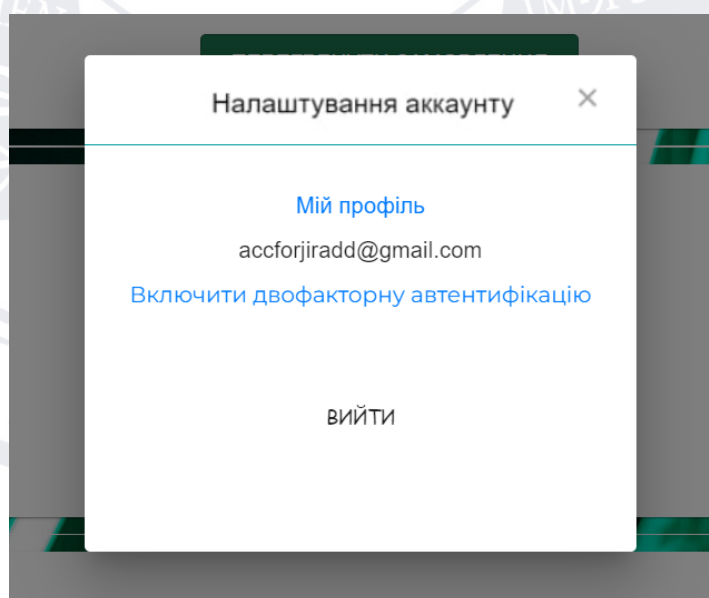 Налаштування аккаунту
×
Мій профіль
accforjiradd@gmail.com
Включити двофакторну автентифікацію
ВИЙТИ